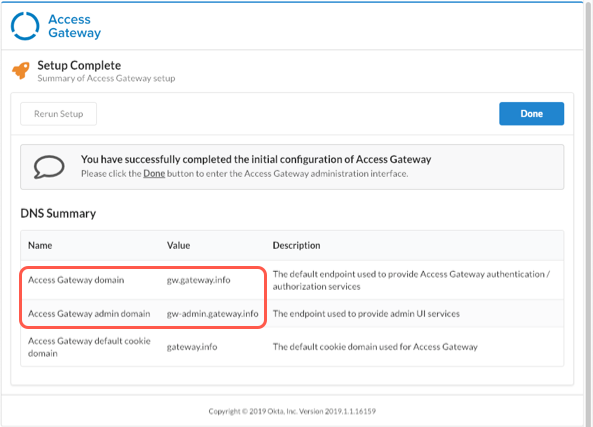 Access
Gateway
Setup Complete
Summary of Access Gateway setup
Rerun Setup
Done
You have successfully completed the initial configuration of Access Gateway
Please click the Done button to enter the Access Gateway administration interface.
DNS Summary
Name Value Description
Access Gateway domain gw.gateway.info The default endpoint used to provide Access Gateway authentication /
authorization services
Access Gateway admin domain gw-admin.gateway.info The endpoint used to provide admin UI services
Access Gateway default cookie
domain gateway.info The default cookie domain used for Access Gateway
Copyright © 2019 Okta, Inc. Version 2019.1.1.16159